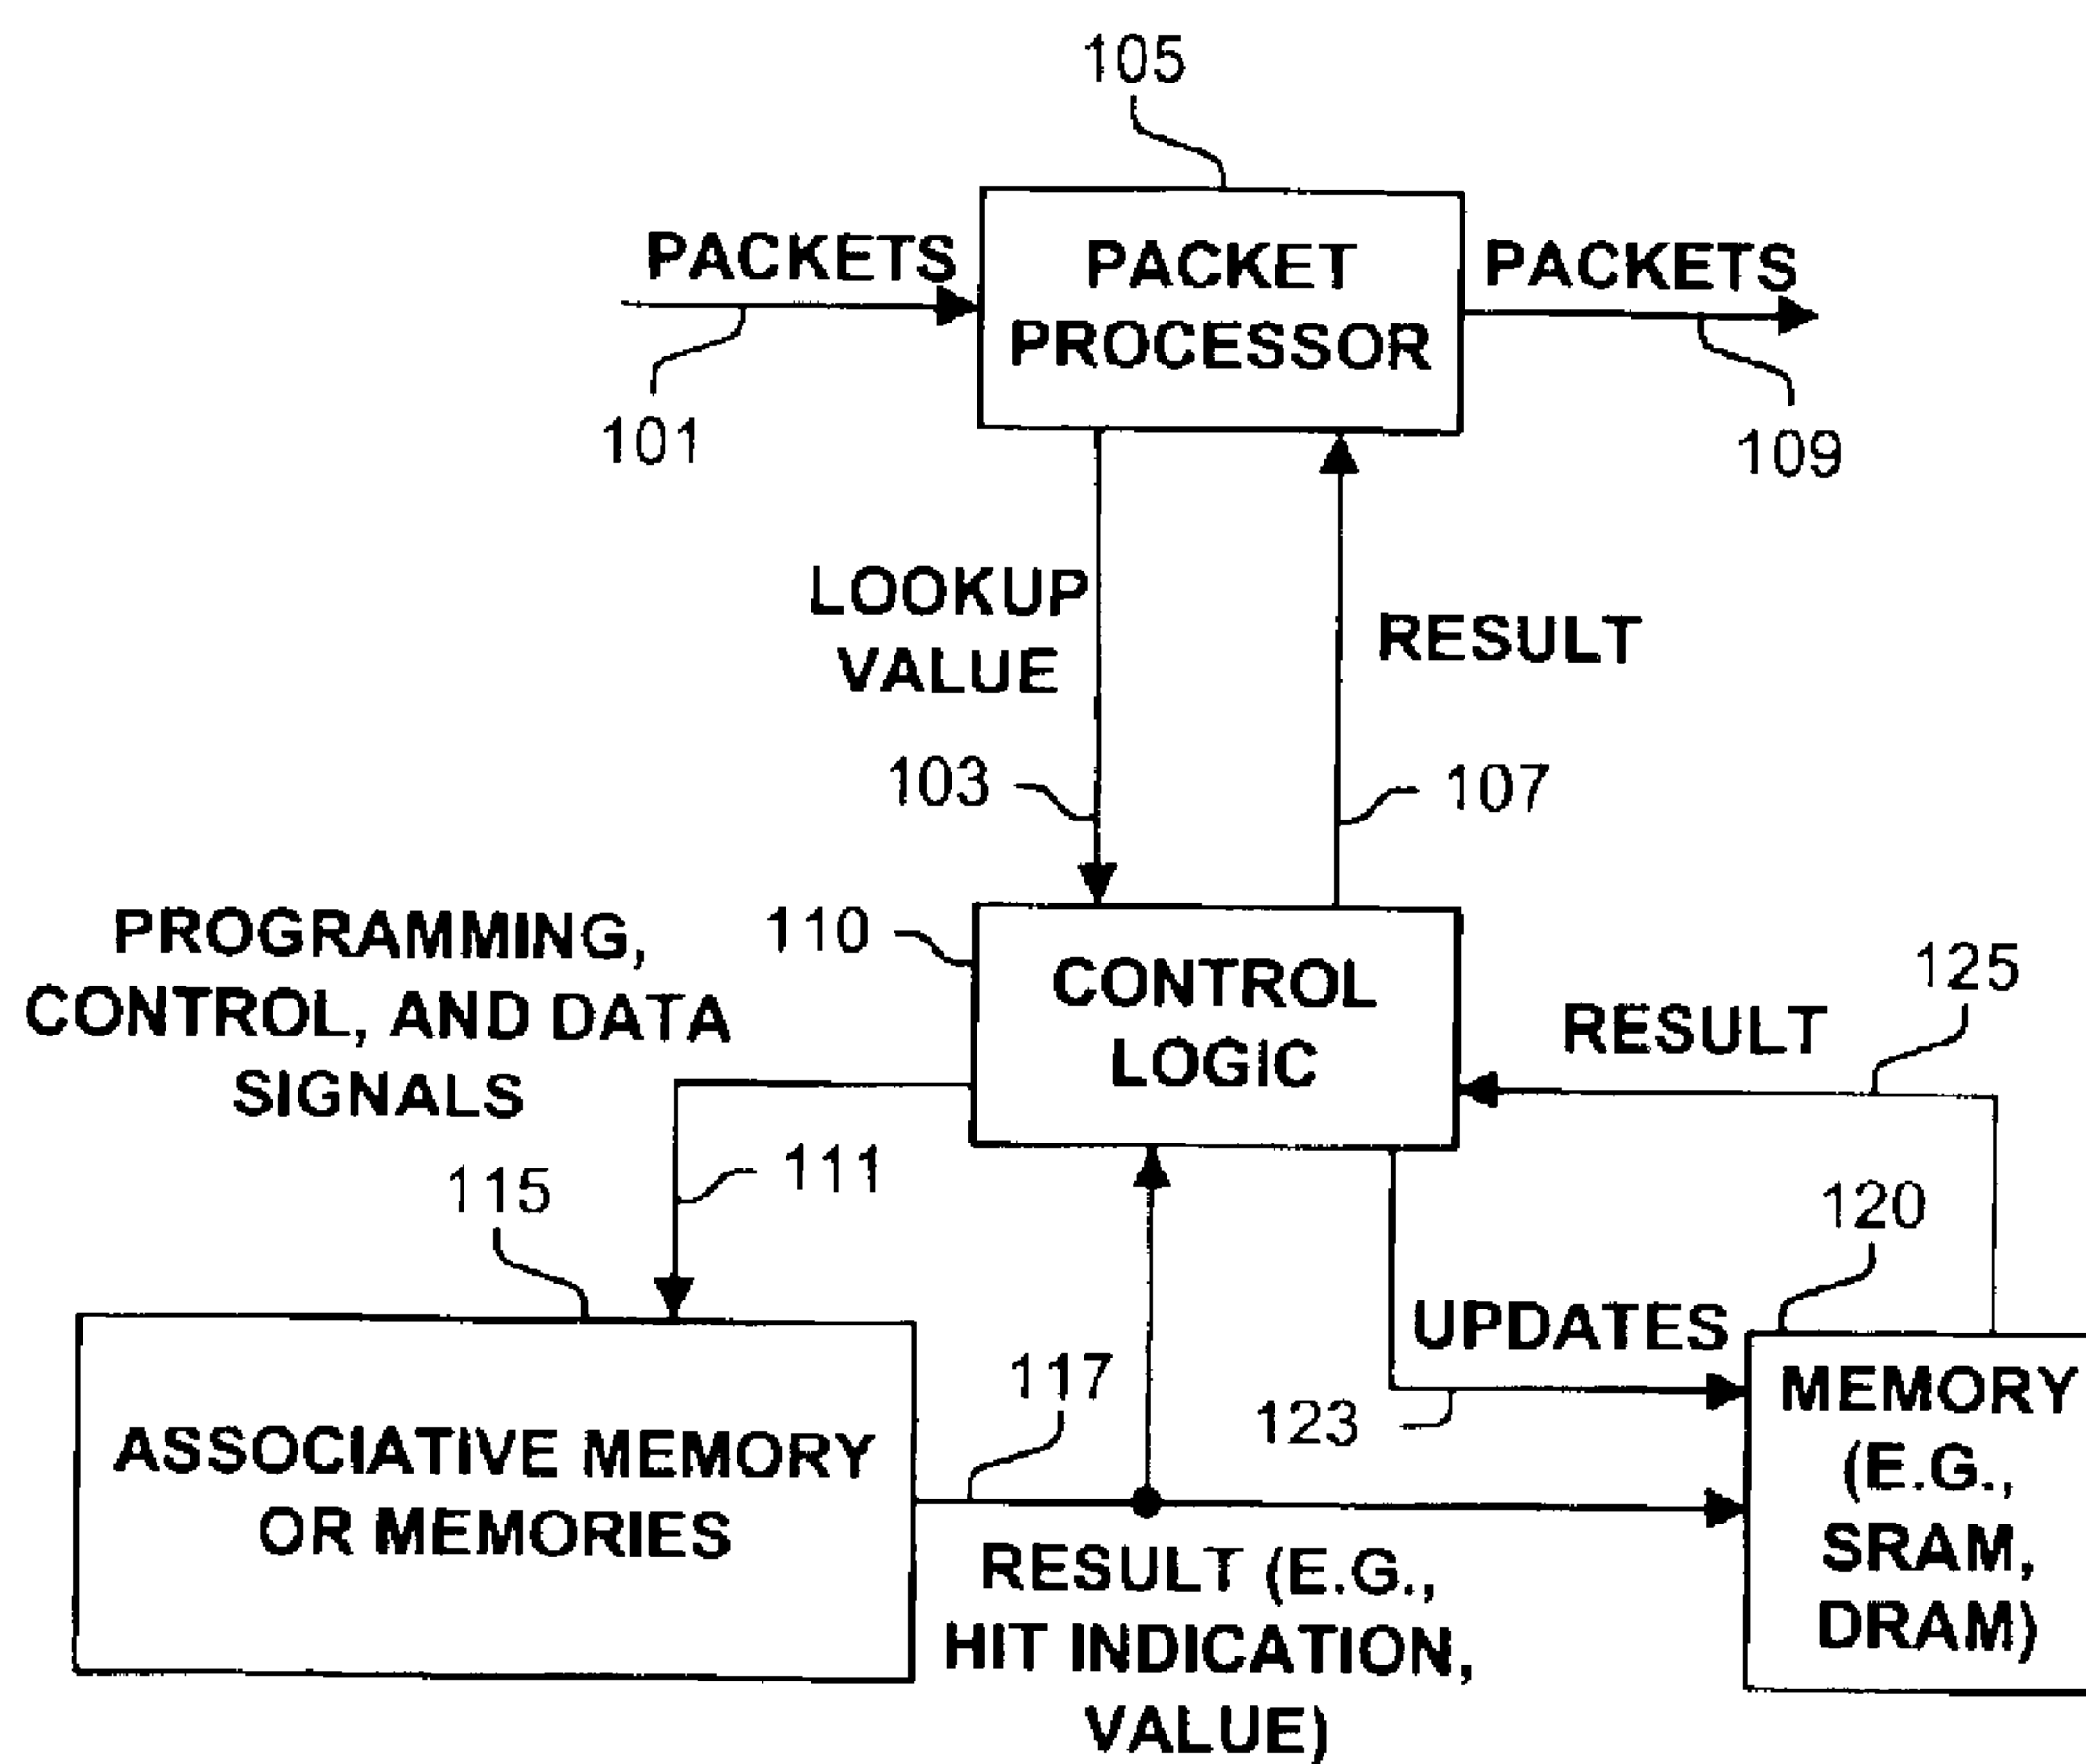 105
PACKETS
PACKET
PROCESSOR
PACKETS
101
109
LOOKUP
VALUE
RESULT
103
107
PROGRAMMING,
CONTROL, AND DATA
SIGNALS
110
CONTROL
LOGIC
125
RESULT
111
115
120
UPDATES
117
123
MEMORY
(E.G.,
SRAM,
DRAM)
ASSOCIATIVE MEMORY
OR MEMORIES
RESULT (E.G.,
HIT INDICATION,
VALUE)